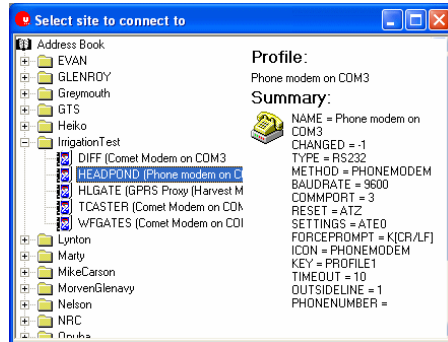 Select site to connect to
Address Book
EVAN
GLENROY
Greymouth
GTS
Heiko
IrrigationTest
DIFF (Comet Modem on COM3
HEADPOND (Phone modem on CO
HLGATE (GPRS Proxy (Harvest M
TCASTER (Comet Modem on COM
WFGATES (Comet Modem on COI
Lynton
Marty
MikeCarson
MorvenGlenavy
Nelson
NRC
Profile:
Phone modem on COM3
Summary:
NAME = Phone modem on
COM3
CHANGED = -1
TYPE = RS232
METHOD = PHONEMODEM
BAUDRATE = 9600
COMMPORT = 3
RESET = ATZ
SETTINGS = ATE0
FORCEPROMPT = K[CR/LF]
ICON = PHONEMODEM
KEY = PROFILE1
TIMEOUT = 10
OUTSIDELINE = 1
PHONENUMBER =